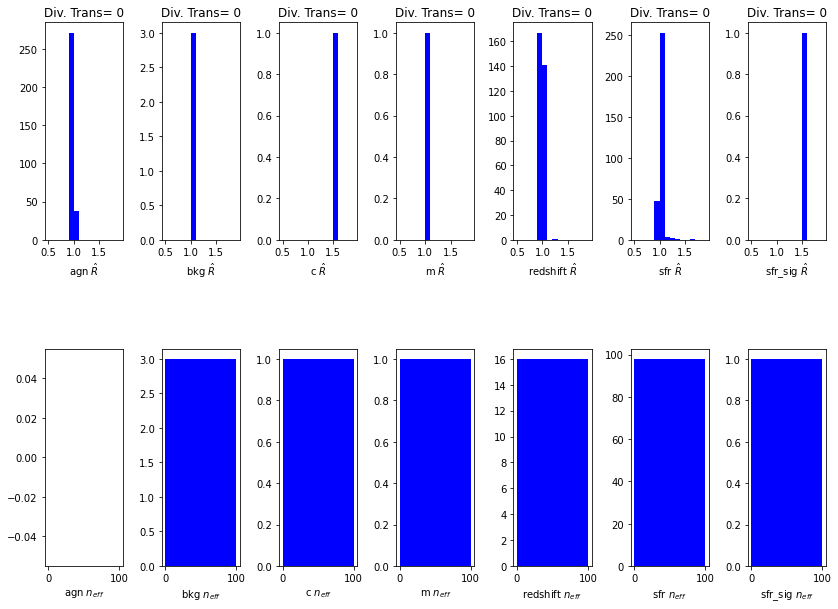 Div. Trans= 0 Div. Trans= 0 Div. Trans= 0 Div. Trans= 0 Div. Trans= 0 Div. Trans= 0 Div. Trans= 0
250 3.0 1.0 1.0 160 250 1.0
200 2.5 0.8 0.8 140 200 0.8
150 2.0 0.6 0.6 120 150 0.6
100 1.5 0.4 0.4 100 100 0.4
50 1.0 0.2 0.2 80 50 0.2
0 0.5 0.0 0.0 60 0 0.0
0.0 40
20
0
0.5 1.0 1.5 0.5 1.0 1.5 0.5 1.0 1.5 0.5 1.0 1.5 0.5 1.0 1.5 0.5 1.0 1.5 0.5 1.0 1.5
agn R̂ bkg R̂ c R̂ m R̂ redshift R̂ sfr R̂ sfr_sig R̂
0.04 3.0 1.0 1.0 16 100 1.0
0.02 2.5 0.8 0.8 14 80 0.8
0.00 2.0 0.6 0.6 12 60 0.6
−0.02 1.5 0.4 0.4 10 40 0.4
−0.04 1.0 0.2 0.2 8 20 0.2
0.5 0.0 0.0 6 0 0.0
0.0 4
2
0
0 100 0 100 0 100 0 100 0 100 0 100 0 100
agn n_eff bkg n_eff c n_eff m n_eff redshift n_eff sfr n_eff sfr_sig n_eff